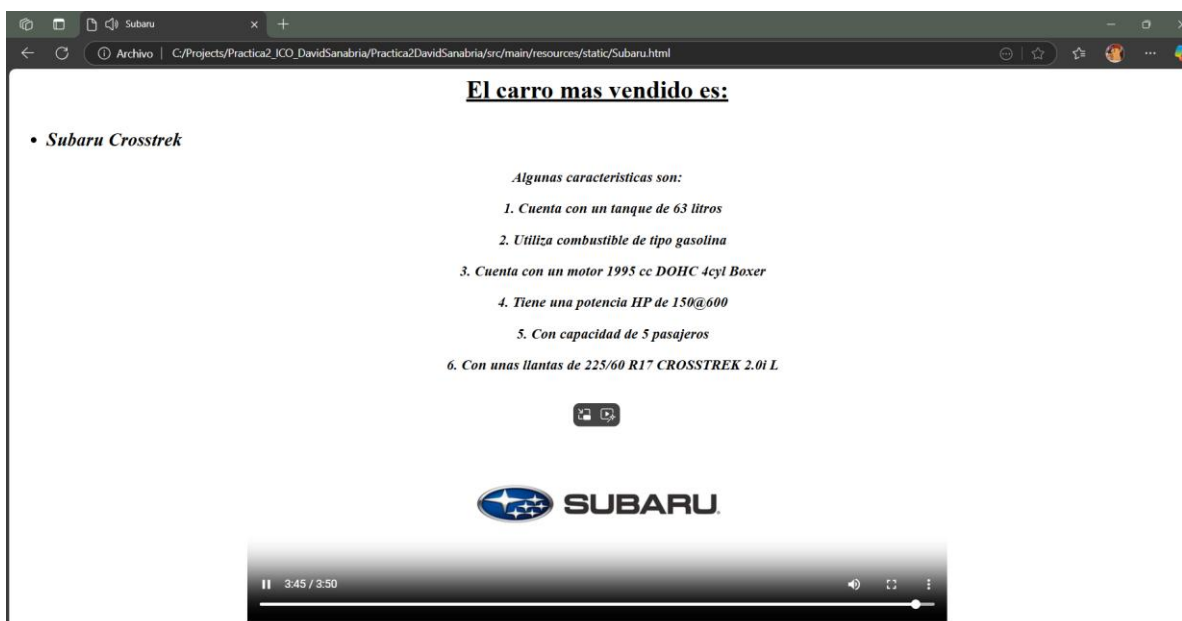 Subaru
Archivo | C:/Projects/Practica2_ICO_DavidSanabria/Practica2DavidSanabria/src/main/resources/static/Subaru.html
El carro mas vendido es:
• Subaru Crosstrek
Algunas caracteristicas son:
1. Cuenta con un tanque de 63 litros
2. Utiliza combustible de tipo gasolina
3. Cuenta con un motor 1995 cc DOHC 4cyl Boxer
4. Tiene una potencia HP de 150@600
5. Con capacidad de 5 pasajeros
6. Con unas llantas de 225/60 R17 CROSSTREK 2.0i L
SUBARU
3:45 / 3:50